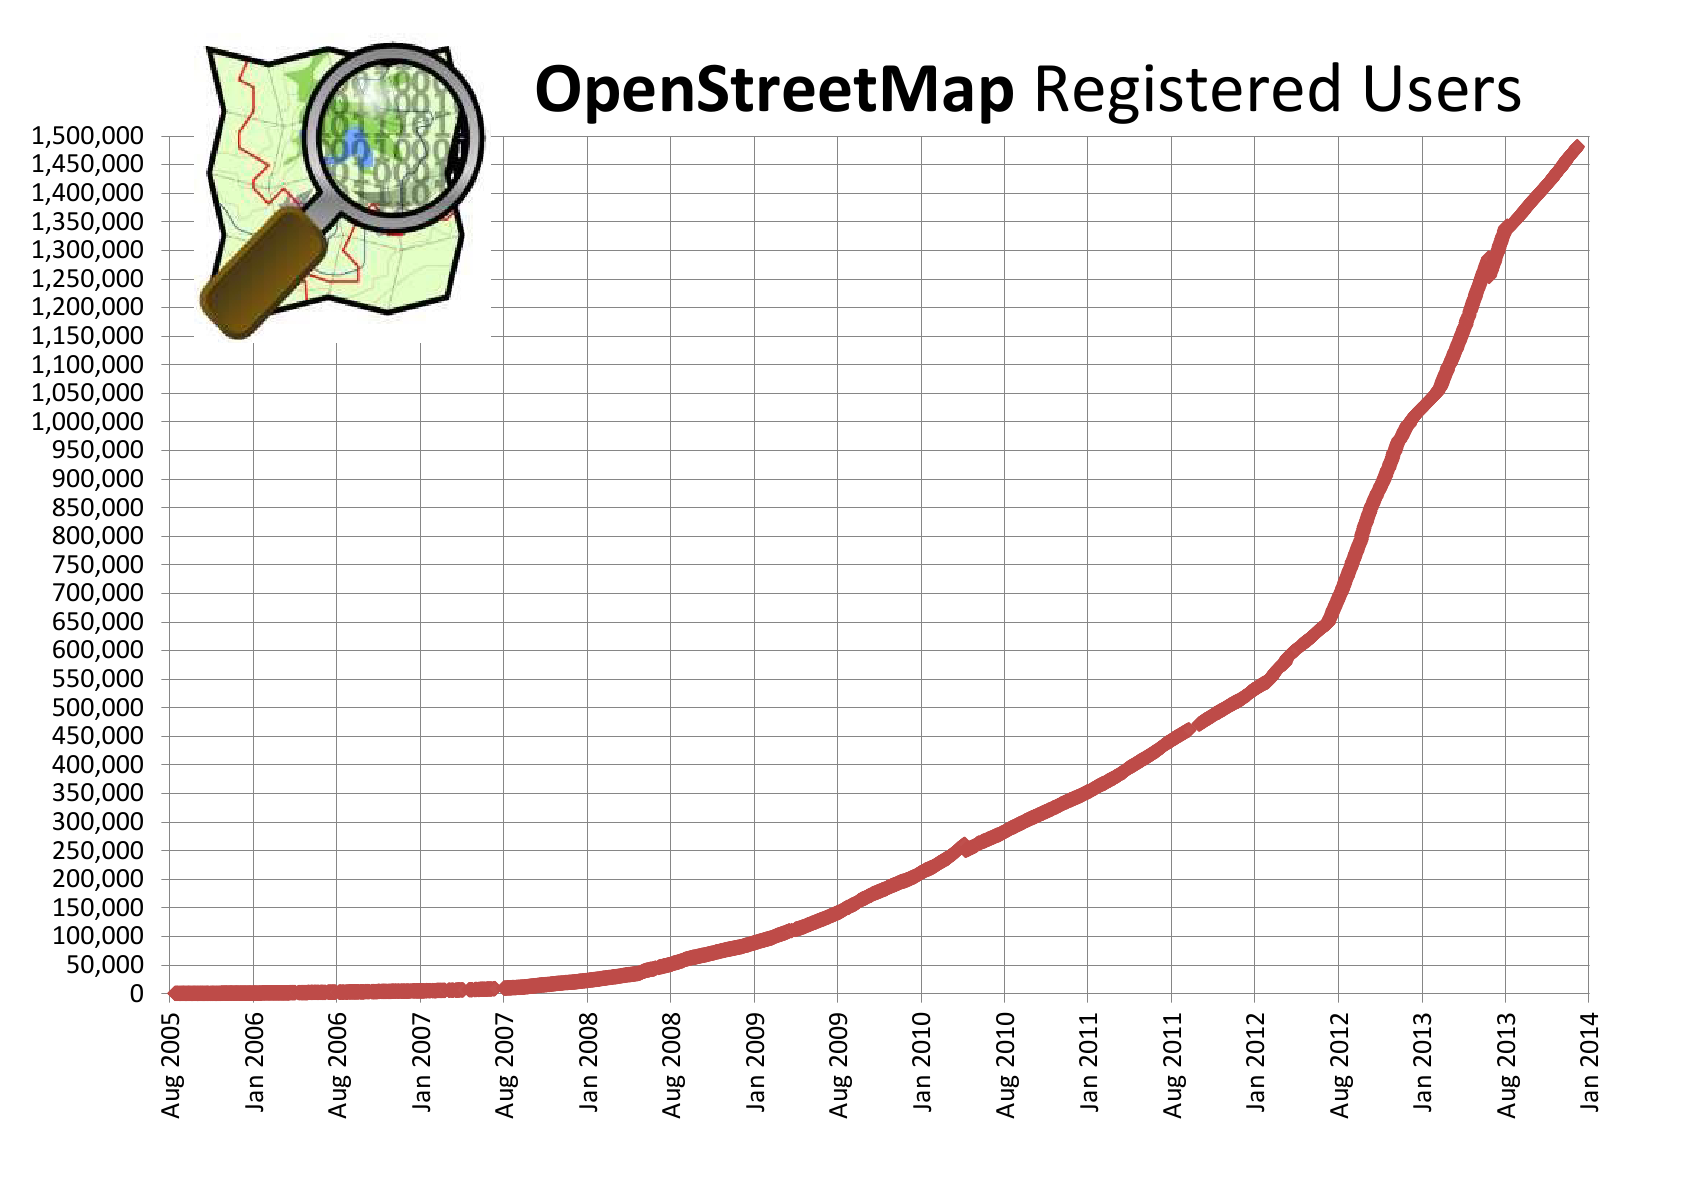 OpenStreetMap Registered Users
1,500,000
1,450,000
1,400,000
1,350,000
1,300,000
1,250,000
1,200,000
1,150,000
1,100,000
1,050,000
1,000,000
950,000
900,000
850,000
800,000
750,000
700,000
650,000
600,000
550,000
500,000
450,000
400,000
350,000
300,000
250,000
200,000
150,000
100,000
50,000
0
Aug 2005
Jan 2006
Aug 2006
Jan 2007
Aug 2007
Jan 2008
Aug 2008
Jan 2009
Aug 2009
Jan 2010
Aug 2010
Jan 2011
Aug 2011
Jan 2012
Aug 2012
Jan 2013
Aug 2013
Jan 2014